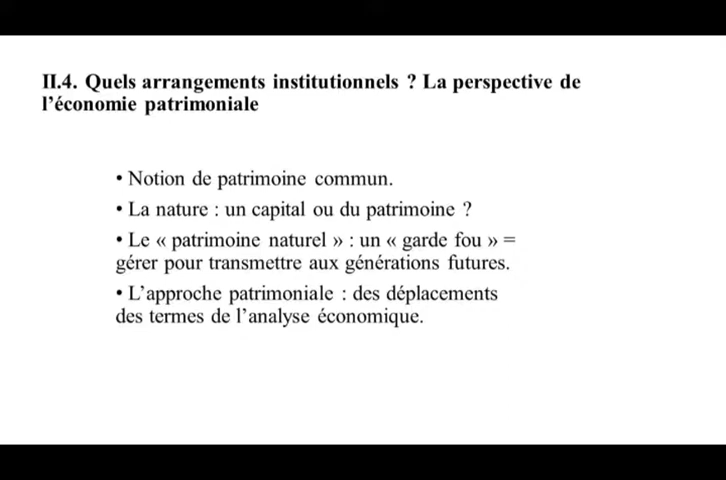 II.4. Quels arrangements institutionnels ? La perspective de
l’économie patrimoniale
• Notion de patrimoine commun.
• La nature : un capital ou du patrimoine ?
• Le « patrimoine naturel » : un « garde fou » =
gérer pour transmettre aux générations futures.
• L’approche patrimoniale : des déplacements
des termes de l’analyse économique.